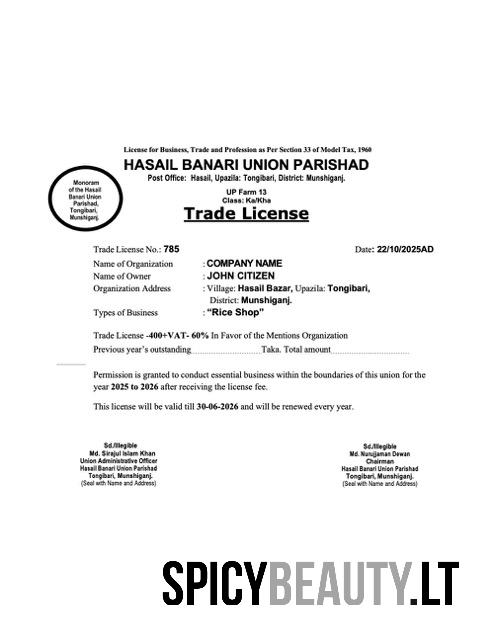 License for Business, Trade and Profession as Per Section 33 of Model Tax, 1960
HASAIL BANARI UNION PARISHAD
Post Office: Hasail, Upazila: Tongibari, District: Munshiganj.
Monoram
of the Hasail
Banari Union
Parishad,
Tongibari,
Munshiganj.
UP Farm 13
Class: Ka/Kha
Trade License
Trade License No.: 785 Date: 22/10/2025AD
Name of Organization : COMPANY NAME
Name of Owner : JOHN CITIZEN
Organization Address : Village: Hasail Bazar, Upazila: Tongibari,
District: Munshiganj.
Types of Business : "Rice Shop"
Trade License -400+VAT- 60% In Favor of the Mentions Organization
Previous year's outstanding Taka. Total amount
Permission is granted to conduct essential business within the boundaries of this union for the
year 2025 to 2026 after receiving the license fee.
This license will be valid till 30-06-2026 and will be renewed every year.
Sd./Illegible
Md. Sirajul Islam Khan
Union Administrative Officer
Hasail Banari Union Parishad
Tongibari, Munshiganj.
(Seal with Name and Address)
Sd./Illegible
Md. Nurujjaman Dewan
Chairman
Hasail Banari Union Parishad
Tongibari, Munshiganj.
(Seal with Name and Address)
SPICYBEAUTY.LT